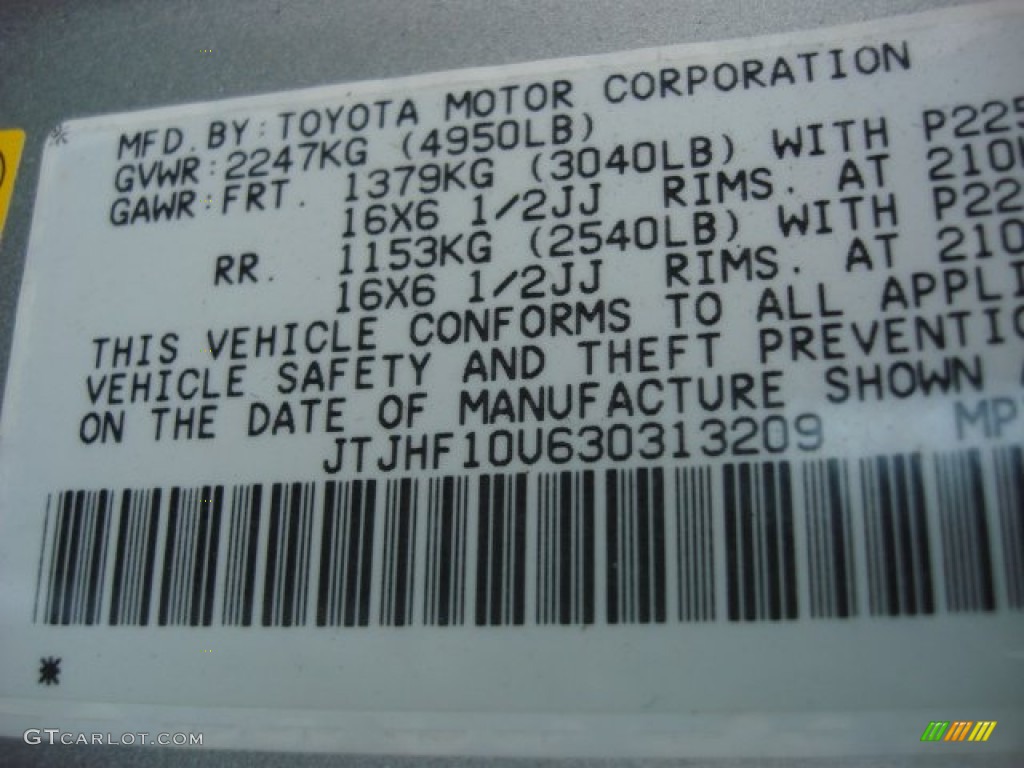 MFD. BY: TOYOTA MOTOR CORPORATION
GVWR: 2247KG (4950LB)
GAWR: FRT. 1379KG (3040LB) WITH P225
16X6 1/2JJ RIMS. AT 210
RR. 1153KG (2540LB) WITH P22
16X6 1/2JJ RIMS. AT 210
THIS VEHICLE CONFORMS TO ALL APPLI
VEHICLE SAFETY AND THEFT PREVENTIO
ON THE DATE OF MANUFACTURE SHOWN A
JTJHF10U630313209 MP
GTCARLOT.COM